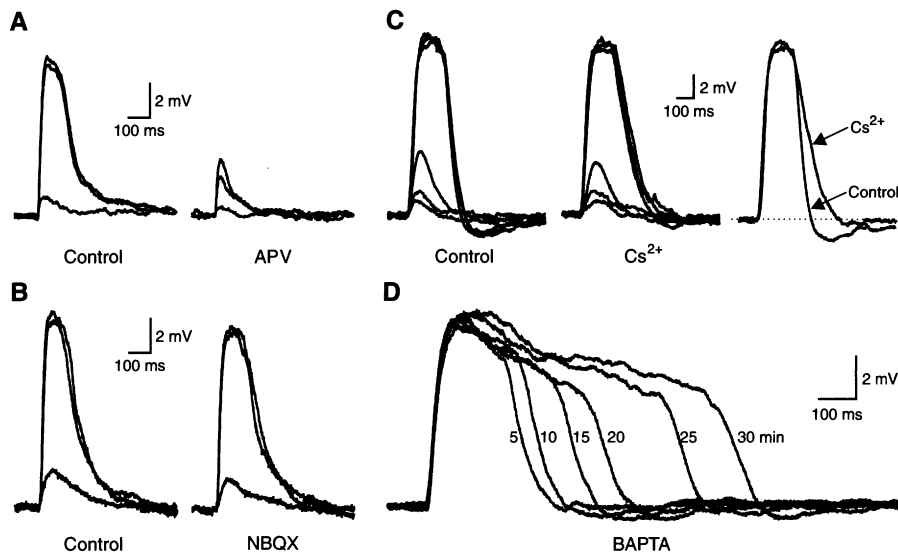 A
2 mV
100 ms
Control
APV
B
2 mV
100 ms
Control
NBQX
C
2 mV
100 ms
Cs²⁺
Control
Control
Cs²⁺
D
2 mV
100 ms
5
10
15
20
25
30 min
BAPTA